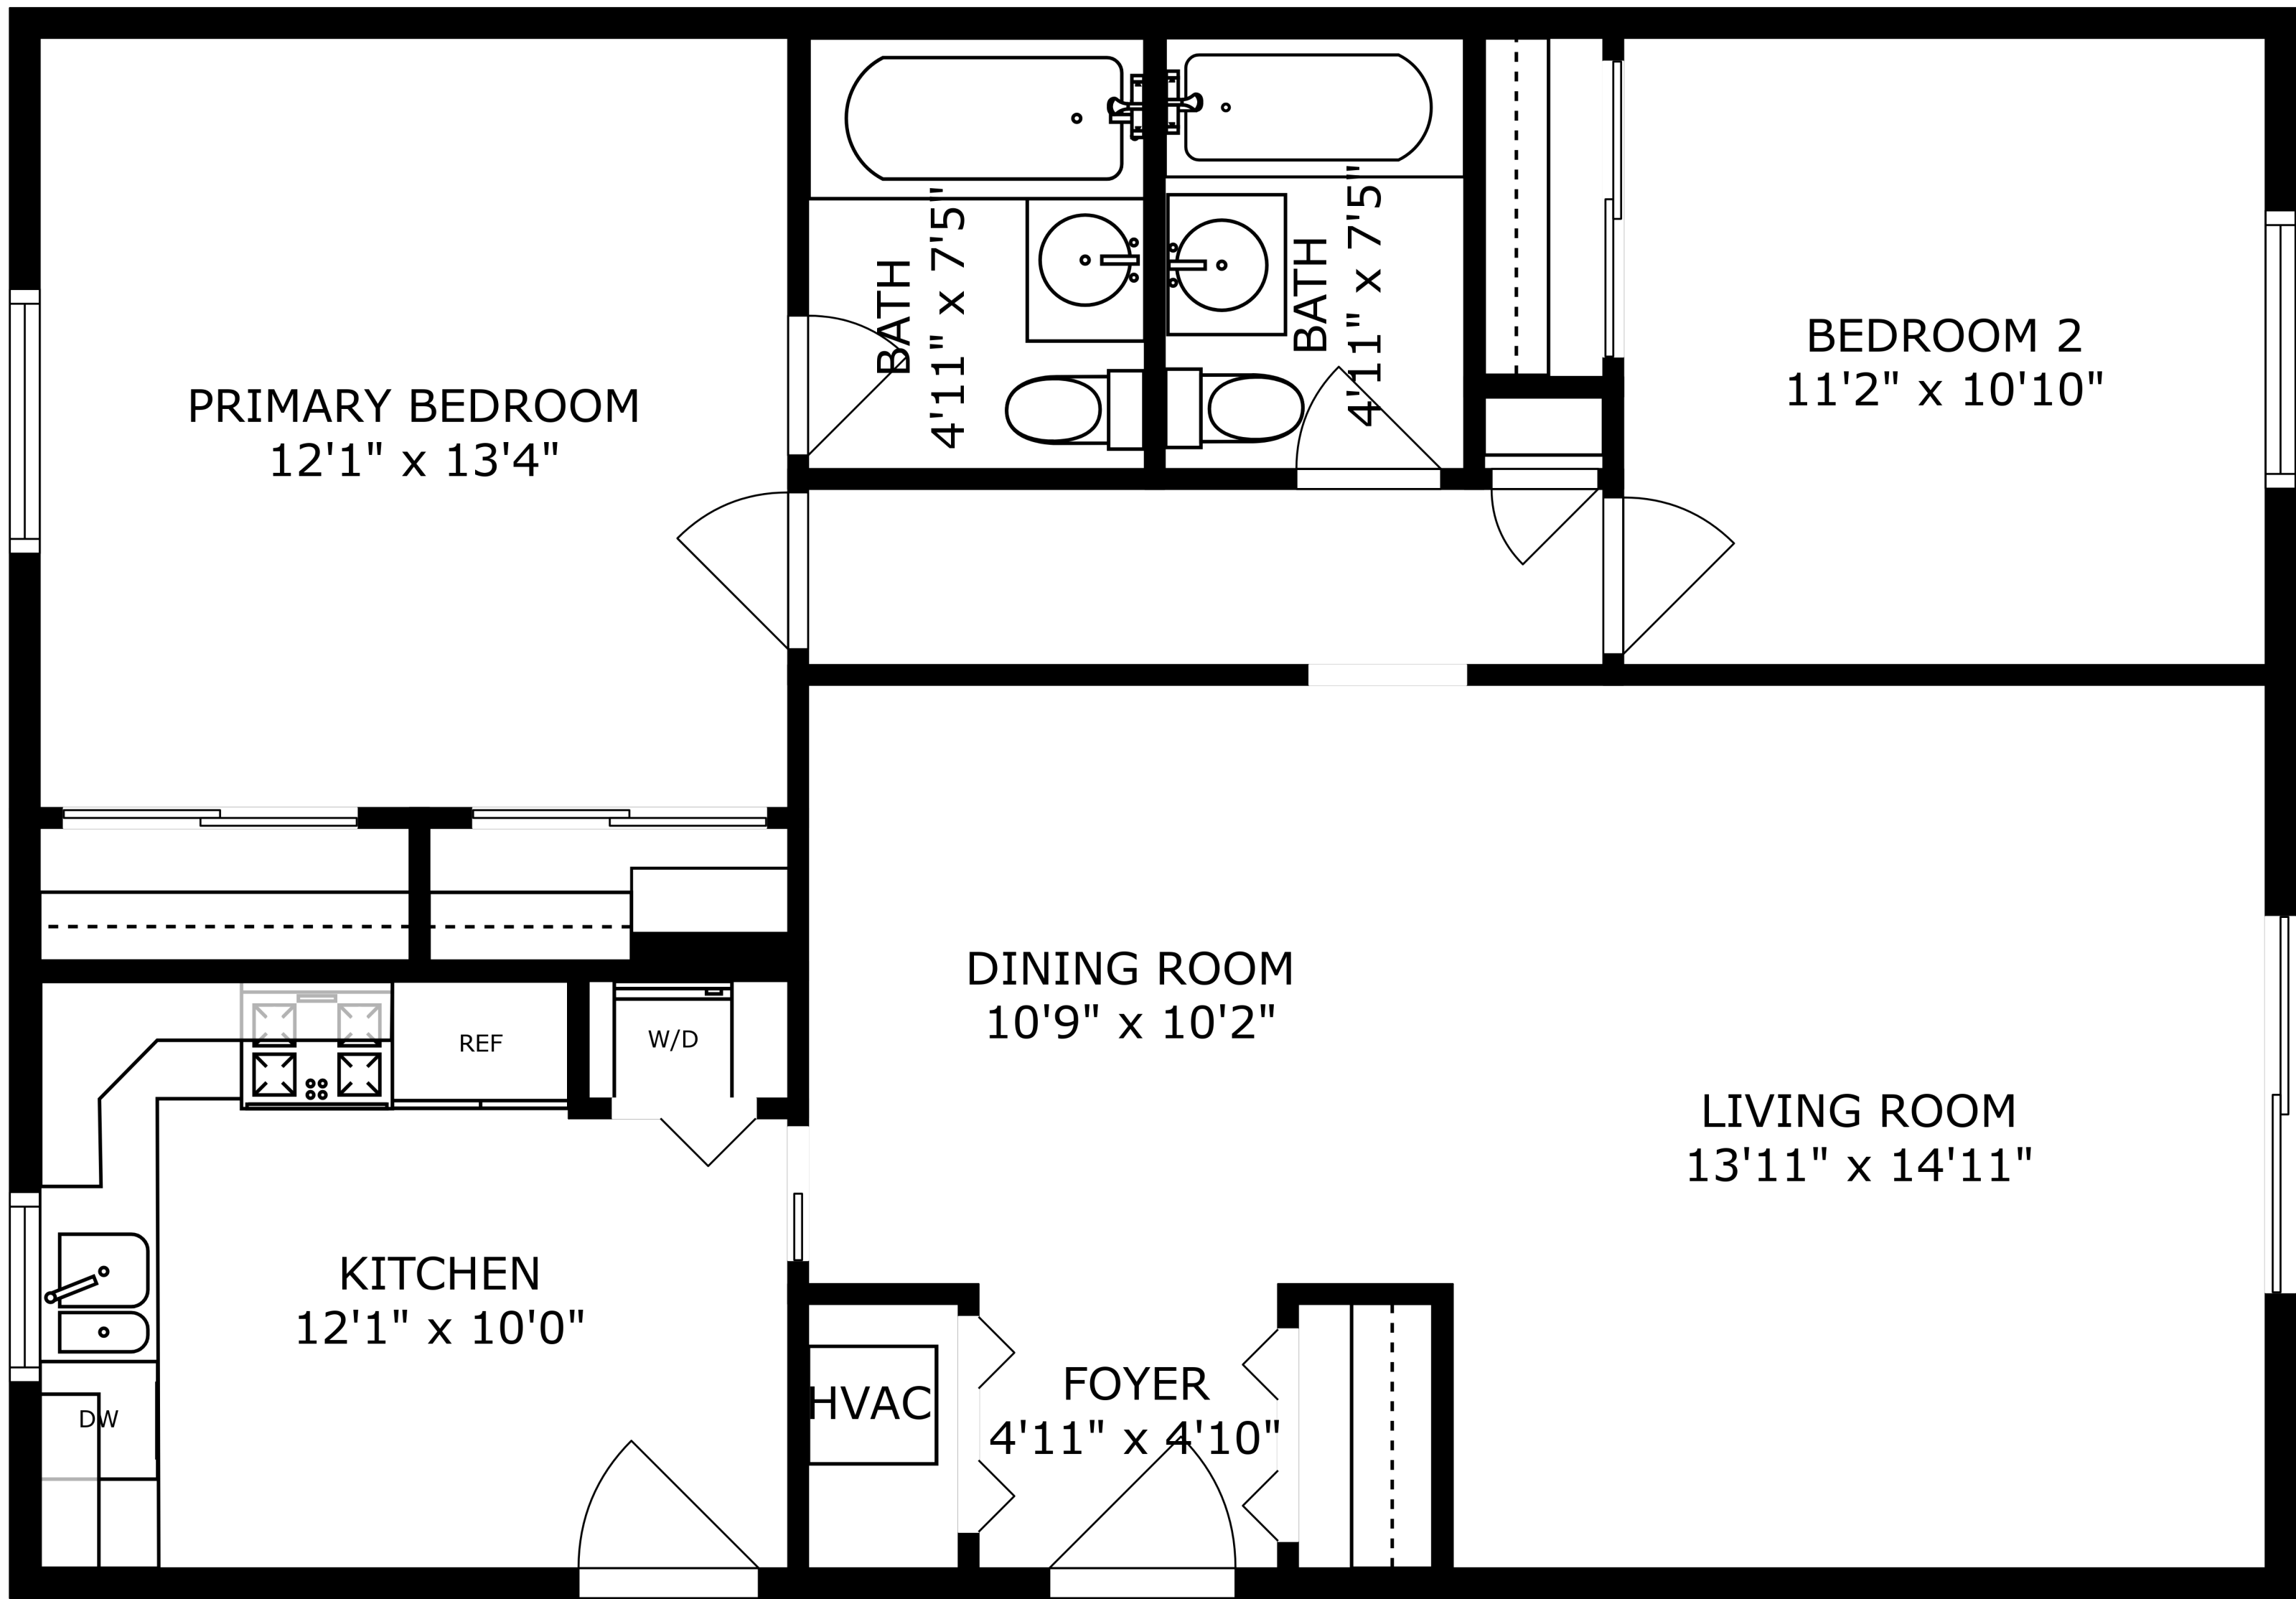 PRIMARY BEDROOM
12'1" x 13'4"
BATH
4'11" x 7'5"
BATH
4'11" x 7'5"
BEDROOM 2
11'2" x 10'10"
DINING ROOM
10'9" x 10'2"
LIVING ROOM
13'11" x 14'11"
REF
W/D
KITCHEN
12'1" x 10'0"
DW
HVAC
FOYER
4'11" x 4'10"